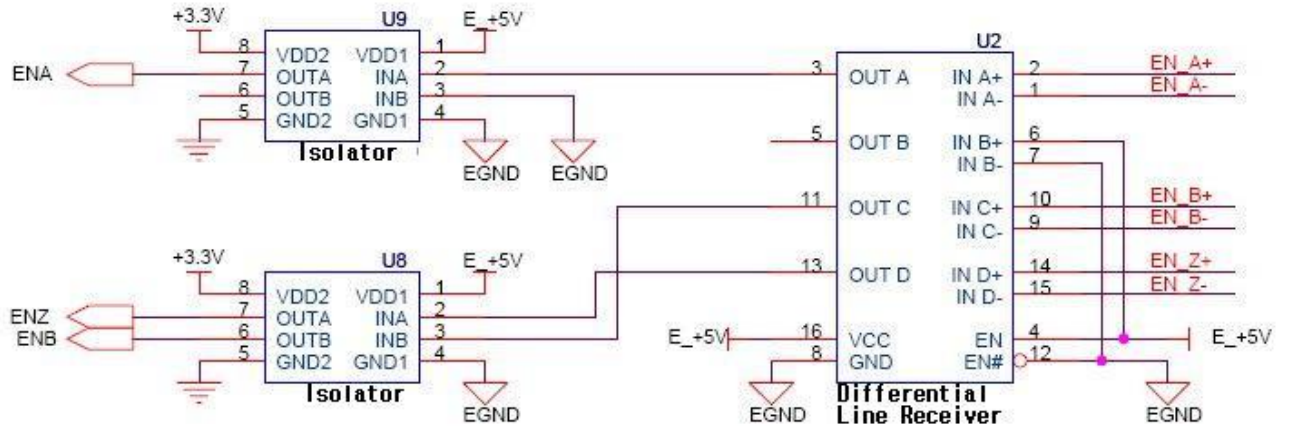 +3.3V
U9
E_+5V
8 VDD2 VDD1 1
ENA 7 OUTA INA 2
6 OUTB INB 3
5 GND2 GND1 4
Isolator
EGND
EGND
U2
3 OUT A IN A+ 2 EN_A+
IN A- 1 EN_A-
5 OUT B IN B+ 6
IN B- 7
11 OUT C IN C+ 10 EN_B+
IN C- 9 EN_B-
13 OUT D IN D+ 14 EN_Z+
IN D- 15 EN_Z-
E_+5V 16 VCC EN 4 E_+5V
8 GND EN# 12
EGND
Differential
Line Receiver
EGND
+3.3V
U8
E_+5V
8 VDD2 VDD1 1
ENZ 7 OUTA INA 2
ENB 6 OUTB INB 3
5 GND2 GND1 4
Isolator
EGND